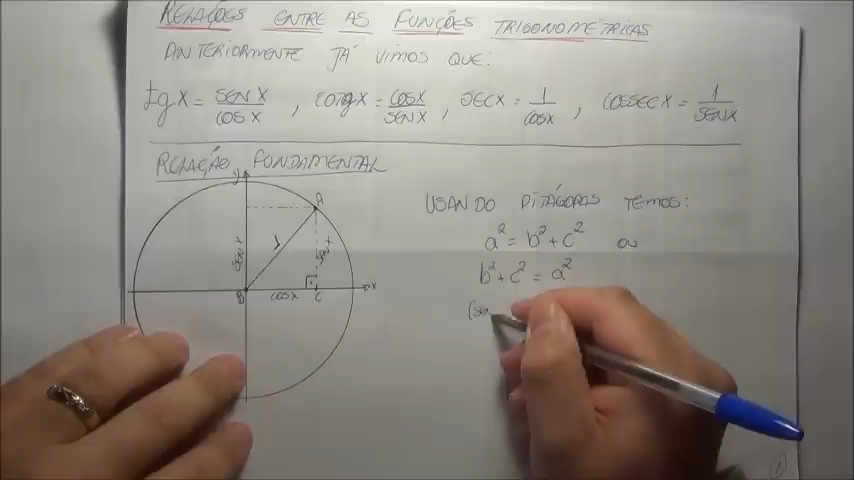 RELAÇÕES ENTRE AS FUNÇÕES TRIGONOMÉTRICAS
ANTERIORMENTE JÁ VIMOS QUE:
tg x = SEN X / COS X , COTG X = COS X / SEN X , SEC X = 1 / COS X , COSSEC X = 1 / SEN X
RELAÇÃO FUNDAMENTAL
y
A
SEN X
1
SEN X
B
COS X
C
x
USANDO PITÁGORAS TEMOS:
a² = b² + c² ou
b² + c² = a²
(se